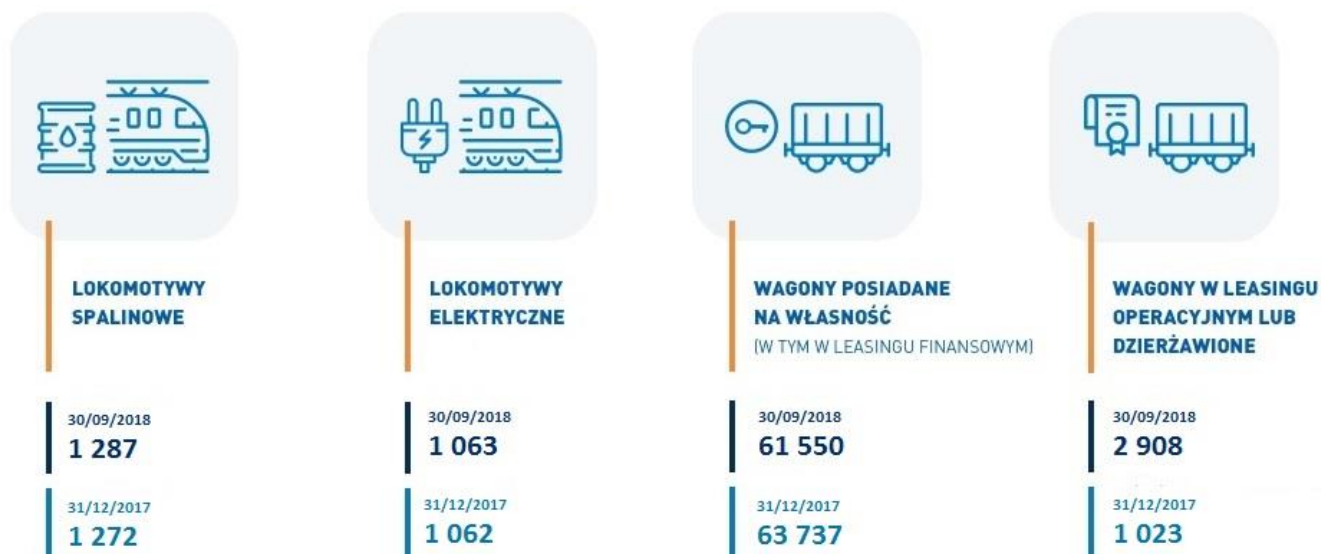 LOKOMOTYWY
SPALINOWE
30/09/2018
1 287
31/12/2017
1 272
LOKOMOTYWY
ELEKTRYCZNE
30/09/2018
1 063
31/12/2017
1 062
WAGONY POSIADANE
NA WŁASNOŚĆ
(W TYM W LEASINGU FINANSOWYM)
30/09/2018
61 550
31/12/2017
63 737
WAGONY W LEASINGU
OPERACYJNYM LUB
DZIERŻAWIONE
30/09/2018
2 908
31/12/2017
1 023